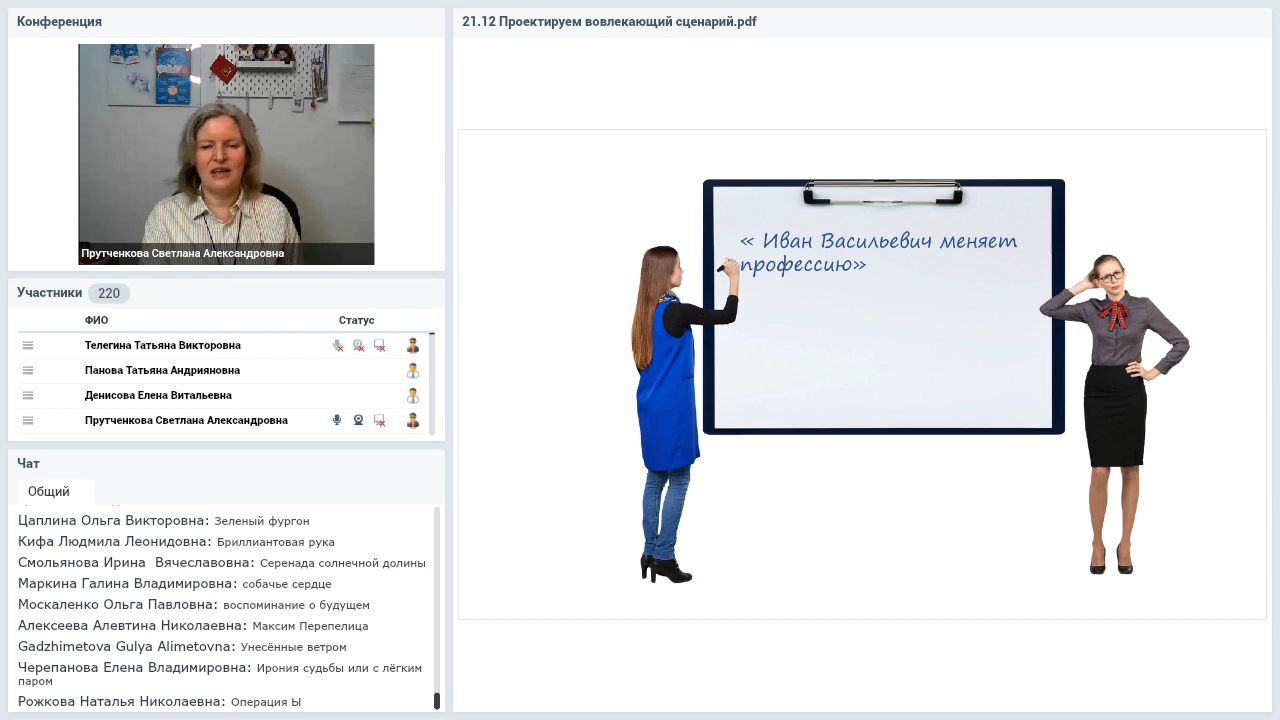 Конференция
Прутченкова Светлана Александровна
Участники 220
ФИО Статус
Телегина Татьяна Викторовна
Панова Татьяна Андрияновна
Денисова Елена Витальевна
Прутченкова Светлана Александровна
Чат
Общий
Цаплина Ольга Викторовна: Зеленый фургон
Кифа Людмила Леонидовна: Бриллиантовая рука
Смольянова Ирина Вячеславовна: Серенада солнечной долины
Маркина Галина Владимировна: собачье сердце
Москаленко Ольга Павловна: воспоминание о будущем
Алексеева Алевтина Николаевна: Максим Перепелица
Gadzhimetova Gulya Alimetovna: Унесённые ветром
Черепанова Елена Владимировна: Ирония судьбы или с лёгким
паром
Рожкова Наталья Николаевна: Операция Ы
21.12 Проектируем вовлекающий сценарий.pdf
« Иван Васильевич меняет
профессию»